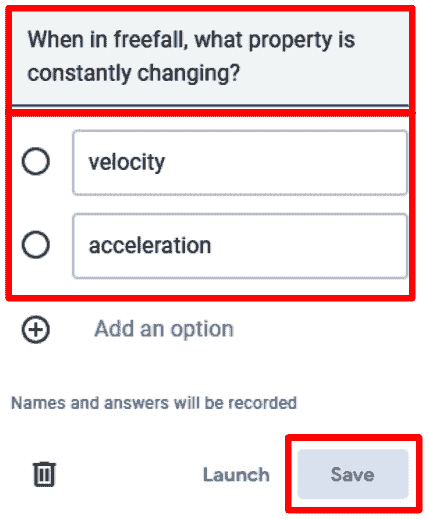 When in freefall, what property is
constantly changing?
velocity
acceleration
Add an option
Names and answers will be recorded
Launch
Save